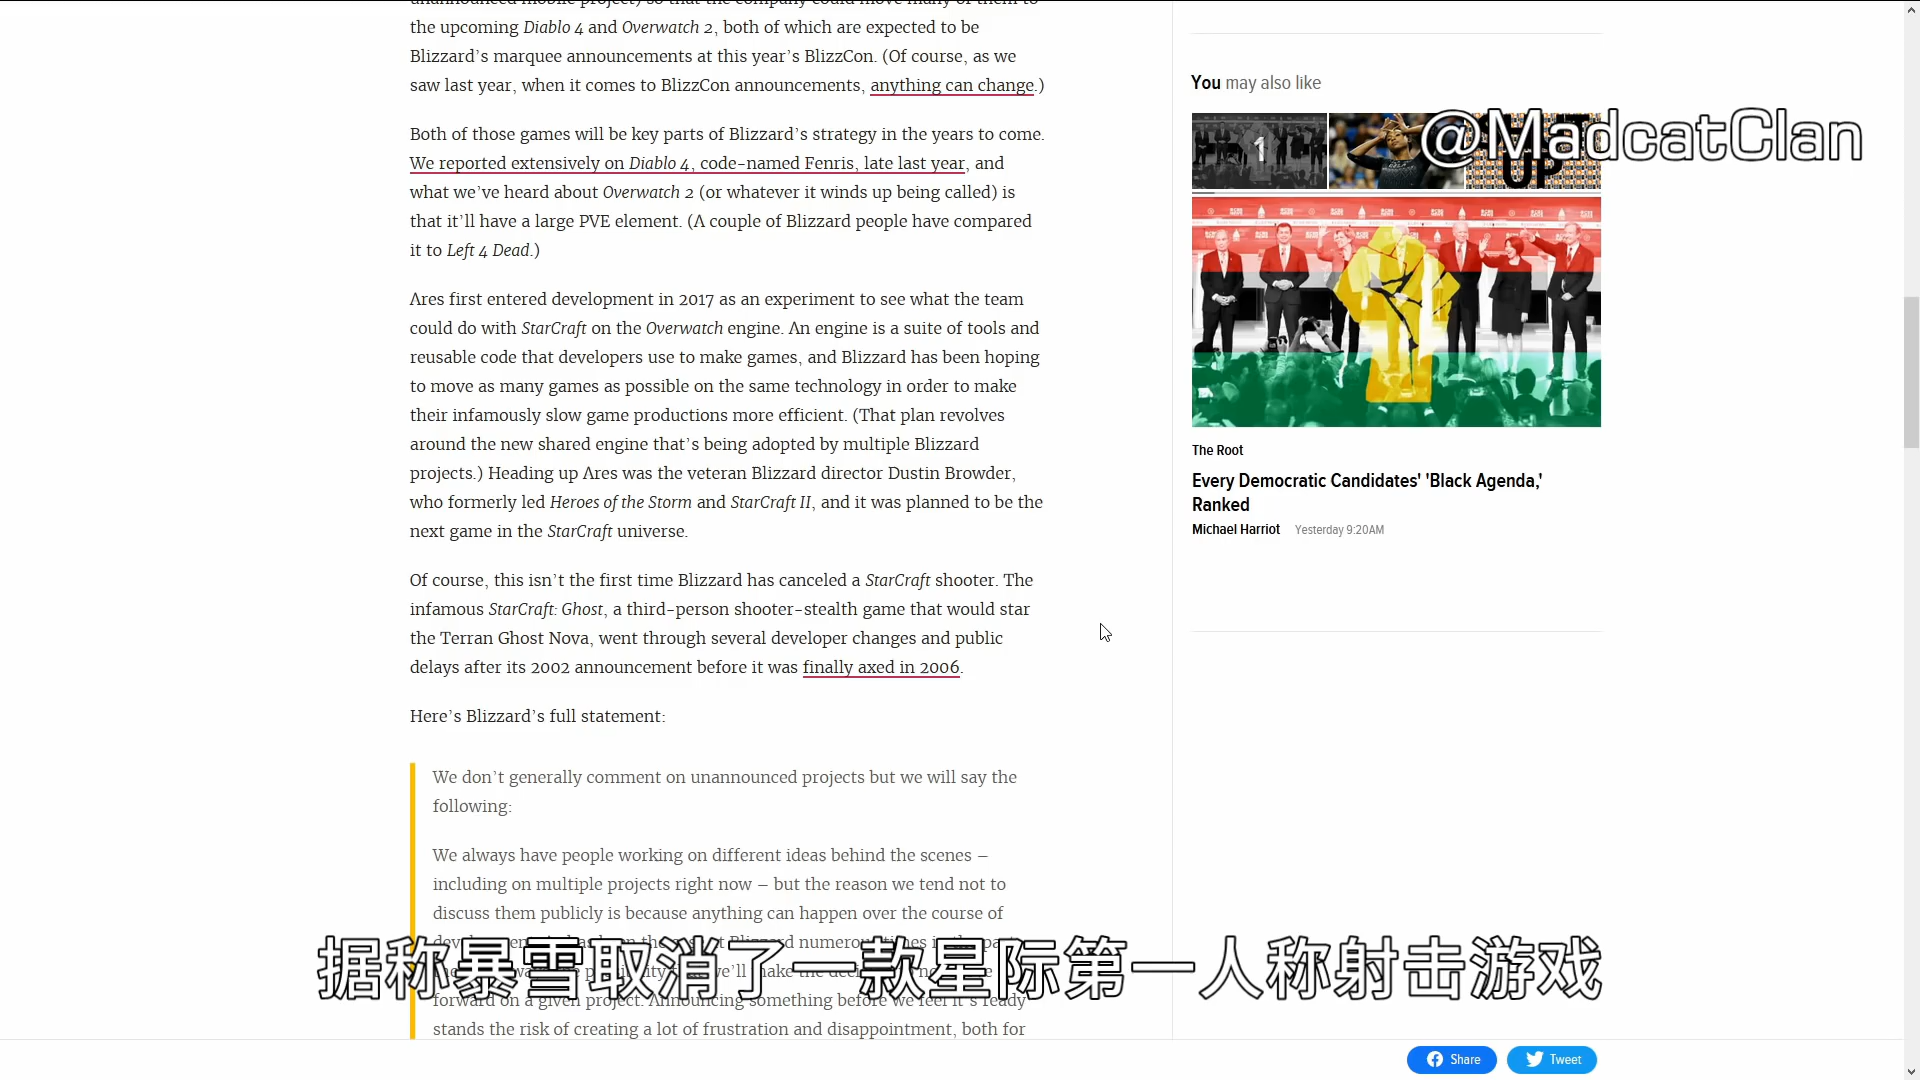 the upcoming Diablo 4 and Overwatch 2, both of which are expected to be
Blizzard’s marquee announcements at this year’s BlizzCon. (Of course, as we
saw last year, when it comes to BlizzCon announcements, anything can change.)
Both of those games will be key parts of Blizzard’s strategy in the years to come.
We reported extensively on Diablo 4, code-named Fenris, late last year, and
what we’ve heard about Overwatch 2 (or whatever it winds up being called) is
that it’ll have a large PVE element. (A couple of Blizzard people have compared
it to Left 4 Dead.)
Ares first entered development in 2017 as an experiment to see what the team
could do with StarCraft on the Overwatch engine. An engine is a suite of tools and
reusable code that developers use to make games, and Blizzard has been hoping
to move as many games as possible on the same technology in order to make
their infamously slow game productions more efficient. (That plan revolves
around the new shared engine that’s being adopted by multiple Blizzard
projects.) Heading up Ares was the veteran Blizzard director Dustin Browder,
who formerly led Heroes of the Storm and StarCraft II, and it was planned to be the
next game in the StarCraft universe.
Of course, this isn’t the first time Blizzard has canceled a StarCraft shooter. The
infamous StarCraft: Ghost, a third-person shooter-stealth game that would star
the Terran Ghost Nova, went through several developer changes and public
delays after its 2002 announcement before it was finally axed in 2006.
Here’s Blizzard’s full statement:
We don’t generally comment on unannounced projects but we will say the
following:
We always have people working on different ideas behind the scenes –
including on multiple projects right now – but the reason we tend not to
discuss them publicly is because anything can happen over the course of
forward on a given project. Announcing something before we feel it’s ready
stands the risk of creating a lot of frustration and disappointment, both for
据称暴雪取消了一款星际第一人称射击游戏
You may also like
@MadcatClan
1
UP
The Root
Every Democratic Candidates' 'Black Agenda,'
Ranked
Michael Harriot Yesterday 9:20AM
Share
Tweet